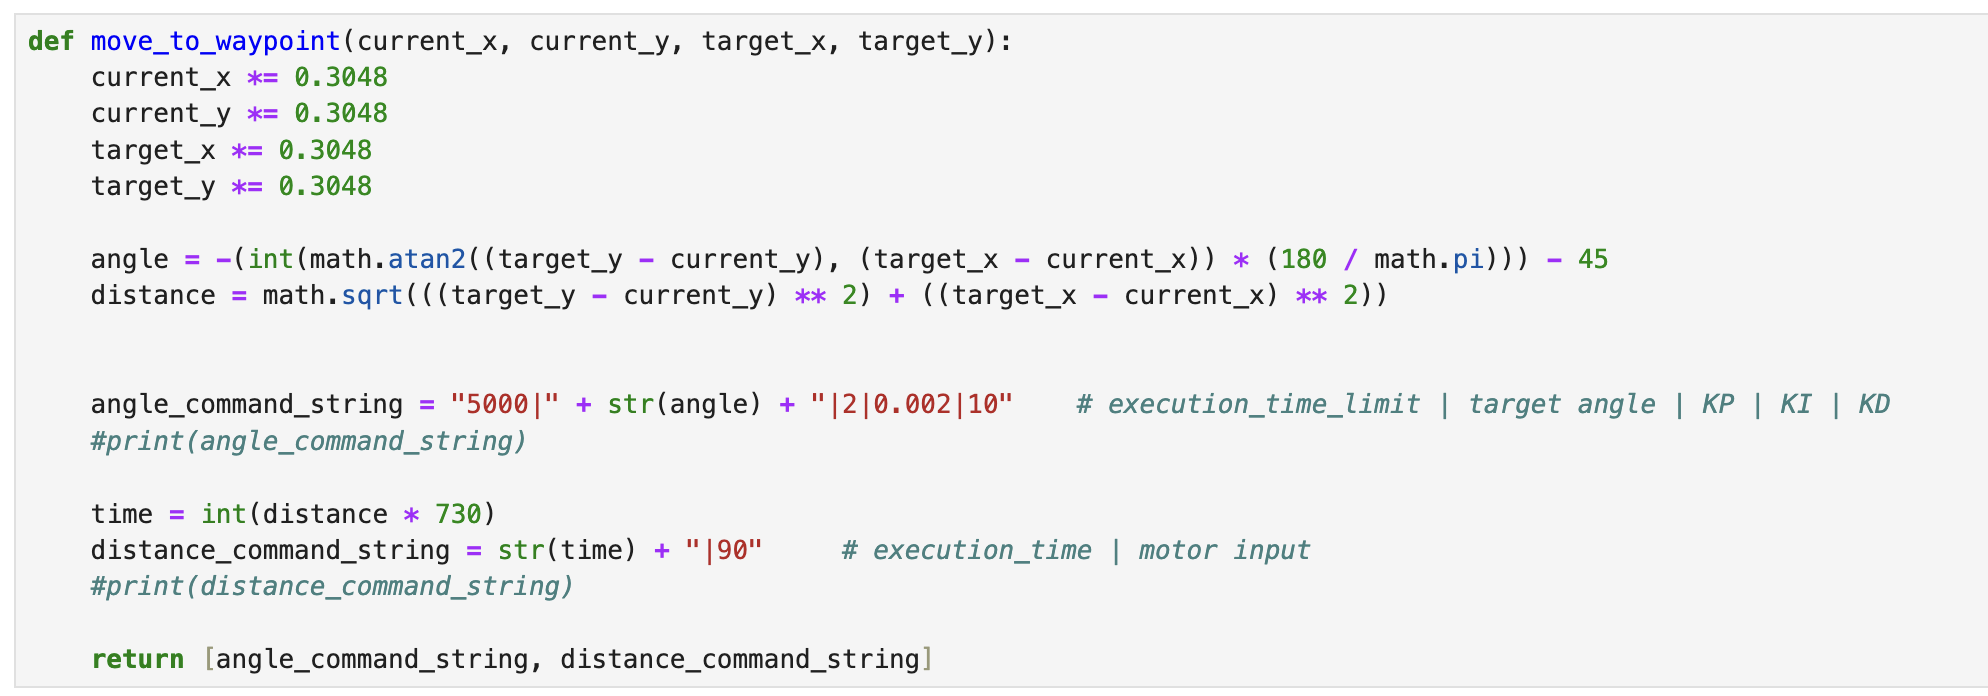 def move_to_waypoint(current_x, current_y, target_x, target_y):
    current_x *= 0.3048
    current_y *= 0.3048
    target_x *= 0.3048
    target_y *= 0.3048

    angle = -(int(math.atan2((target_y - current_y), (target_x - current_x)) * (180 / math.pi))) - 45
    distance = math.sqrt(((target_y - current_y) ** 2) + ((target_x - current_x) ** 2))


    angle_command_string = "5000|" + str(angle) + "|2|0.002|10"    # execution_time_limit | target angle | KP | KI | KD
    #print(angle_command_string)

    time = int(distance * 730)
    distance_command_string = str(time) + "|90"     # execution_time | motor input
    #print(distance_command_string)

    return [angle_command_string, distance_command_string]